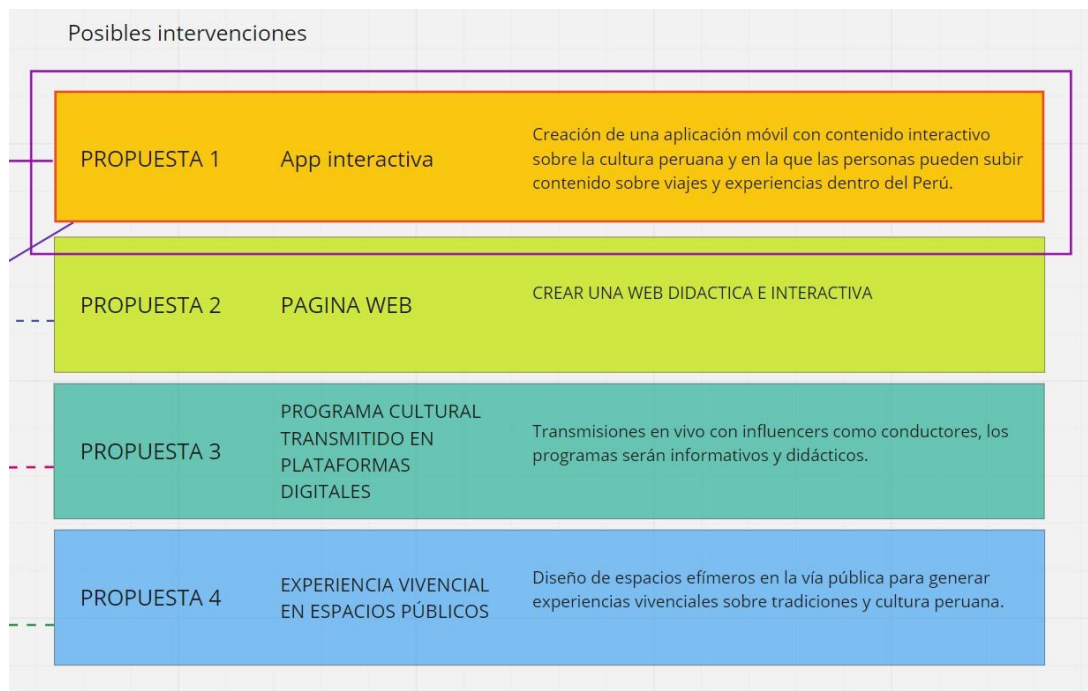 Posibles intervenciones
PROPUESTA 1
App interactiva
Creación de una aplicación móvil con contenido interactivo
sobre la cultura peruana y en la que las personas pueden subir
contenido sobre viajes y experiencias dentro del Perú.
PROPUESTA 2
PAGINA WEB
CREAR UNA WEB DIDACTICA E INTERACTIVA
PROPUESTA 3
PROGRAMA CULTURAL
TRANSMITIDO EN
PLATAFORMAS
DIGITALES
Transmisiones en vivo con influencers como conductores, los
programas serán informativos y didácticos.
PROPUESTA 4
EXPERIENCIA VIVENCIAL
EN ESPACIOS PÚBLICOS
Diseño de espacios efímeros en la vía pública para generar
experiencias vivenciales sobre tradiciones y cultura peruana.